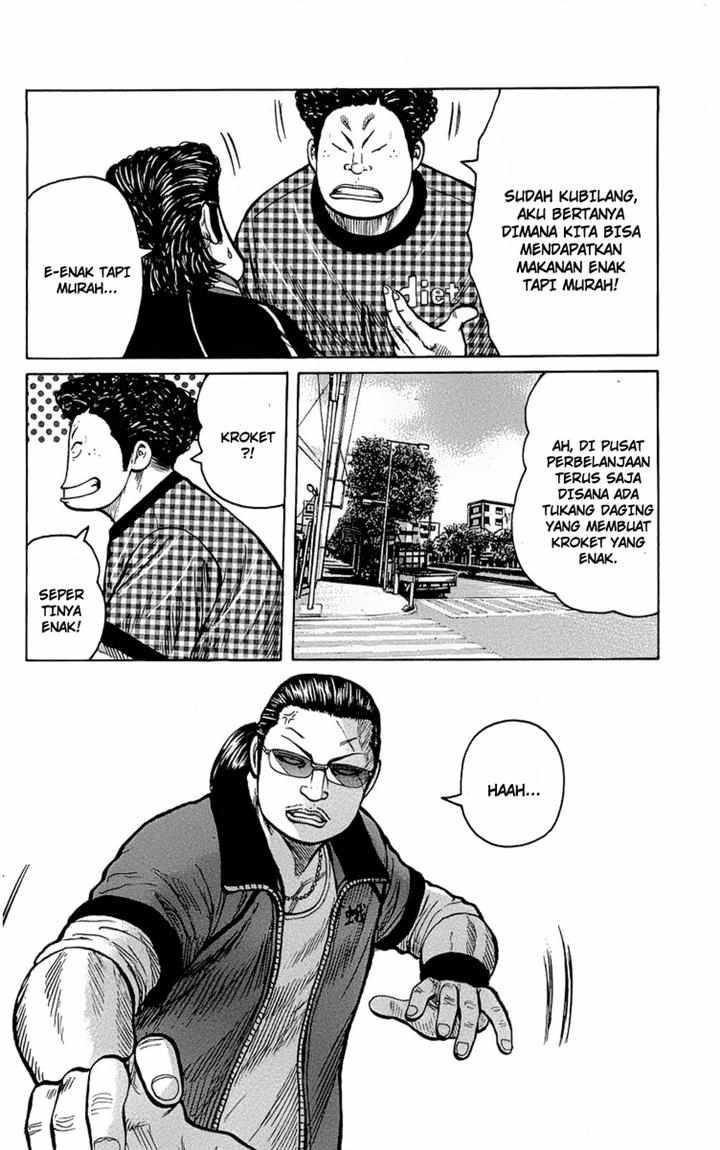 SUDAH KUBILANG,
AKU BERTANYA
DIMANA KITA BISA
MENDAPATKAN
MAKANAN ENAK
TAPI MURAH!
E-ENAK TAPI
MURAH...
diet
AH, DI PUSAT
PERBELANJAAN
TERUS SAJA
DISANA ADA
TUKANG DAGING
YANG MEMBUAT
KROKET YANG
ENAK.
KROKET
?!
SEPER
TINYA
ENAK!
HAAH...